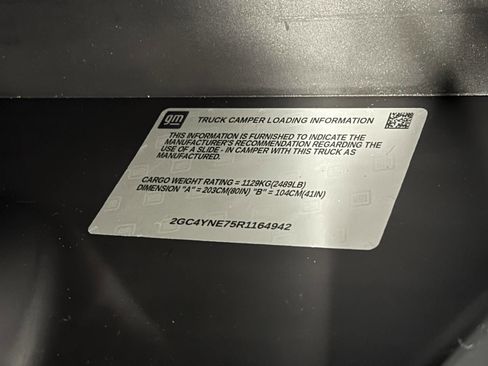 gm TRUCK CAMPER LOADING INFORMATION
THIS INFORMATION IS FURNISHED TO INDICATE THE
MANUFACTURER'S RECOMMENDATION REGARDING THE
USE OF A SLIDE - IN CAMPER WITH THIS TRUCK AS
MANUFACTURED.
CARGO WEIGHT RATING = 1129KG(2489LB)
DIMENSION "A" = 203CM(80IN) "B" = 104CM(41IN)
2GC4YNE75R1164942